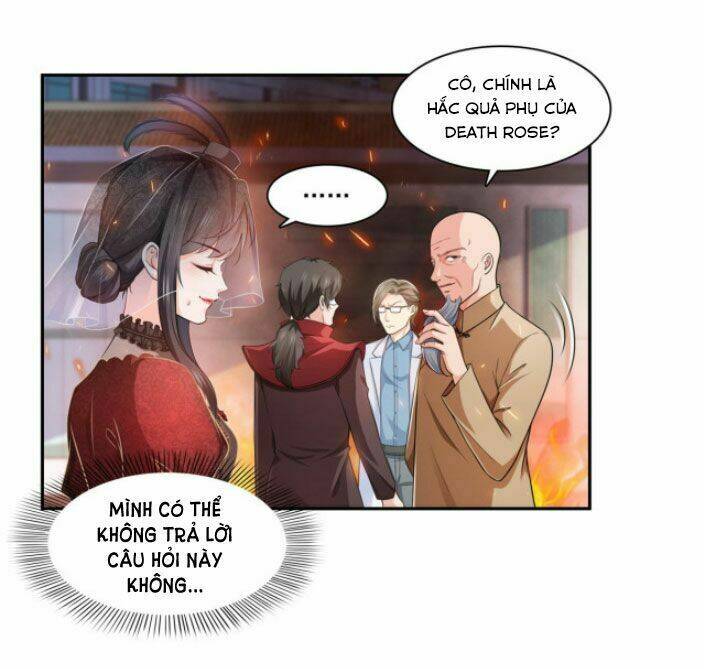 CÔ, CHÍNH LÀ
HẮC QUẢ PHỤ CỦA
DEATH ROSE?
......
MÌNH CÓ THỂ
KHÔNG TRẢ LỜI
CÂU HỎI NÀY
KHÔNG...